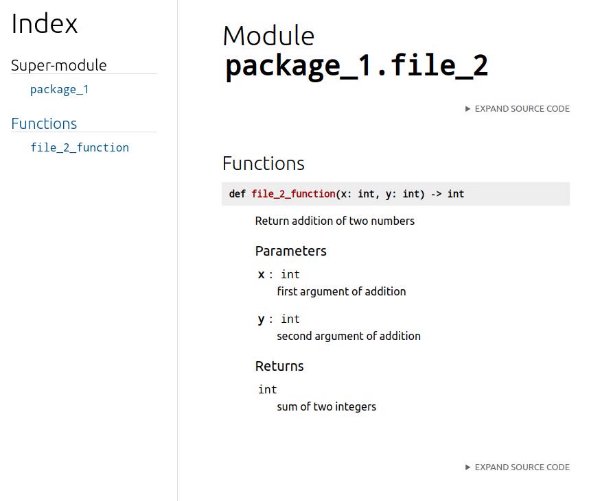 Index
Super-module
package_1
Functions
file_2_function
Module
package_1.file_2
EXPAND SOURCE CODE
Functions
def file_2_function(x: int, y: int) -> int
Return addition of two numbers
Parameters
x : int
first argument of addition
y : int
second argument of addition
Returns
int
sum of two integers
EXPAND SOURCE CODE